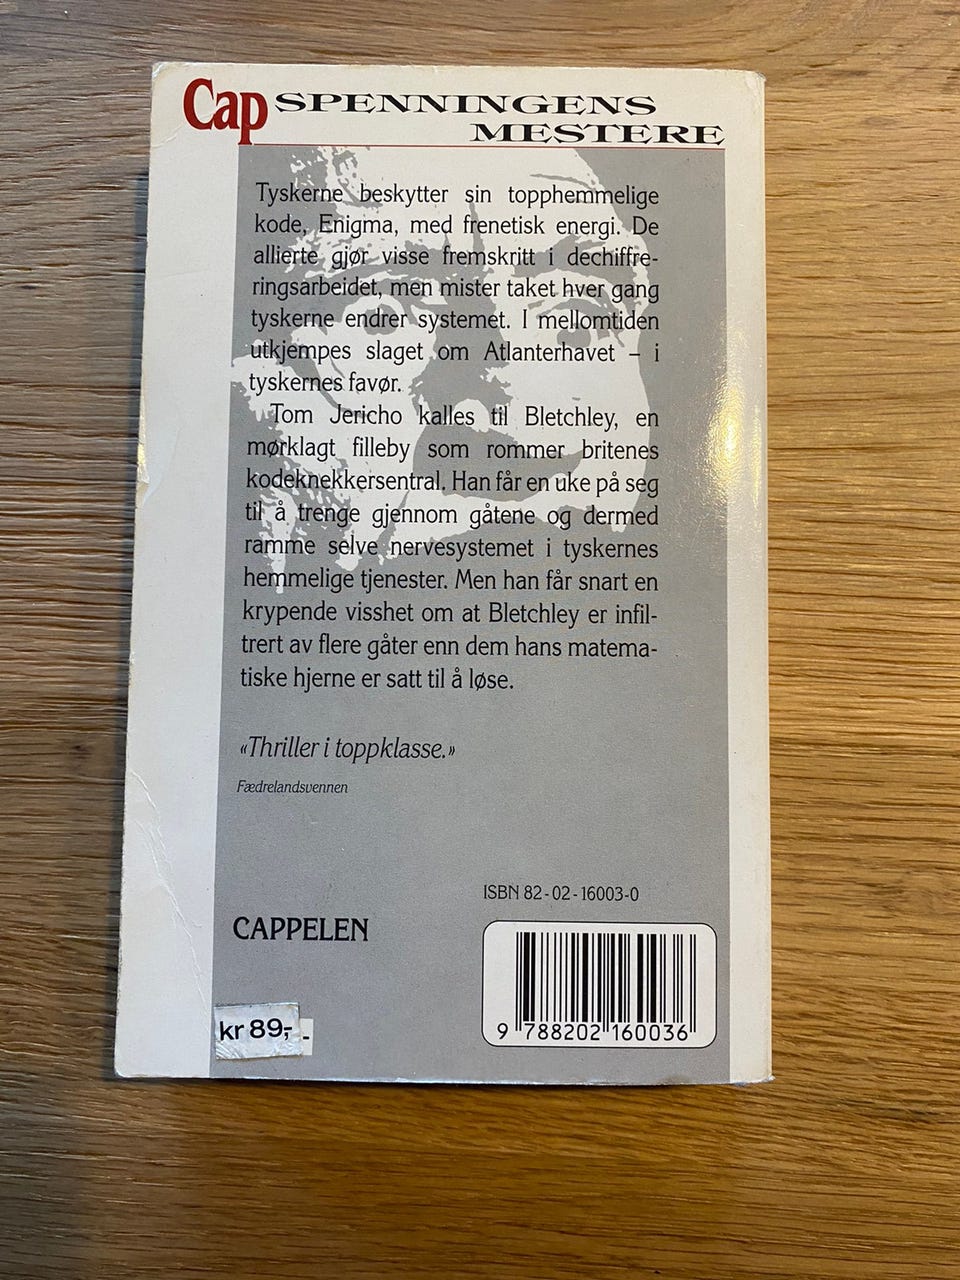 Cap SPENNINGENS
MESTERE
Tyskerne beskytter sin topphemmelige
kode, Enigma, med frenetisk energi. De
allierte gjør visse fremskritt i dechiffre-
ringsarbeidet, men mister taket hver gang
tyskerne endrer systemet. I mellomtiden
utkjempes slaget om Atlanterhavet – i
tyskernes favør.
Tom Jericho kalles til Bletchley, en
mørklagt filleby som rommer britenes
kodeknekkersentral. Han får en uke på seg
til å trenge gjennom gåtene og dermed
ramme selve nervesystemet i tyskernes
hemmelige tjenester. Men han får snart en
krypende visshet om at Bletchley er infil-
trert av flere gåter enn dem hans matema-
tiske hjerne er satt til å løse.
«Thriller i toppklasse.»
Fædrelandsvennen
ISBN 82-02-16003-0
CAPPELEN
kr 89,-
9 788202 160036